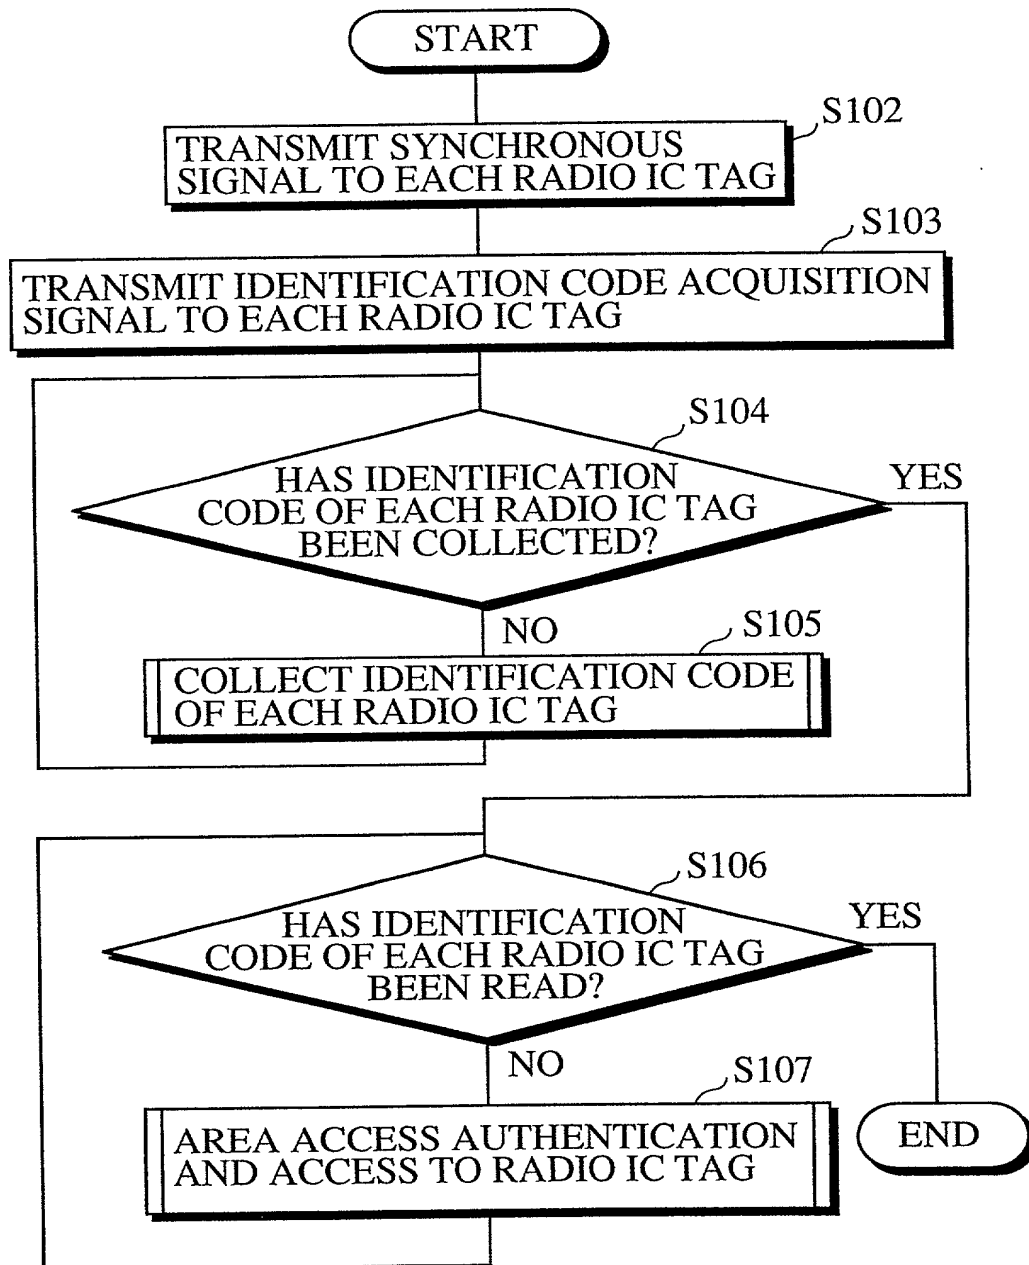 START
S102
TRANSMIT SYNCHRONOUS
SIGNAL TO EACH RADIO IC TAG
S103
TRANSMIT IDENTIFICATION CODE ACQUISITION
SIGNAL TO EACH RADIO IC TAG
S104
HAS IDENTIFICATION
CODE OF EACH RADIO IC TAG
BEEN COLLECTED?
YES
NO
S105
COLLECT IDENTIFICATION CODE
OF EACH RADIO IC TAG
S106
HAS IDENTIFICATION
CODE OF EACH RADIO IC TAG
BEEN READ?
YES
NO
S107
AREA ACCESS AUTHENTICATION
AND ACCESS TO RADIO IC TAG
END